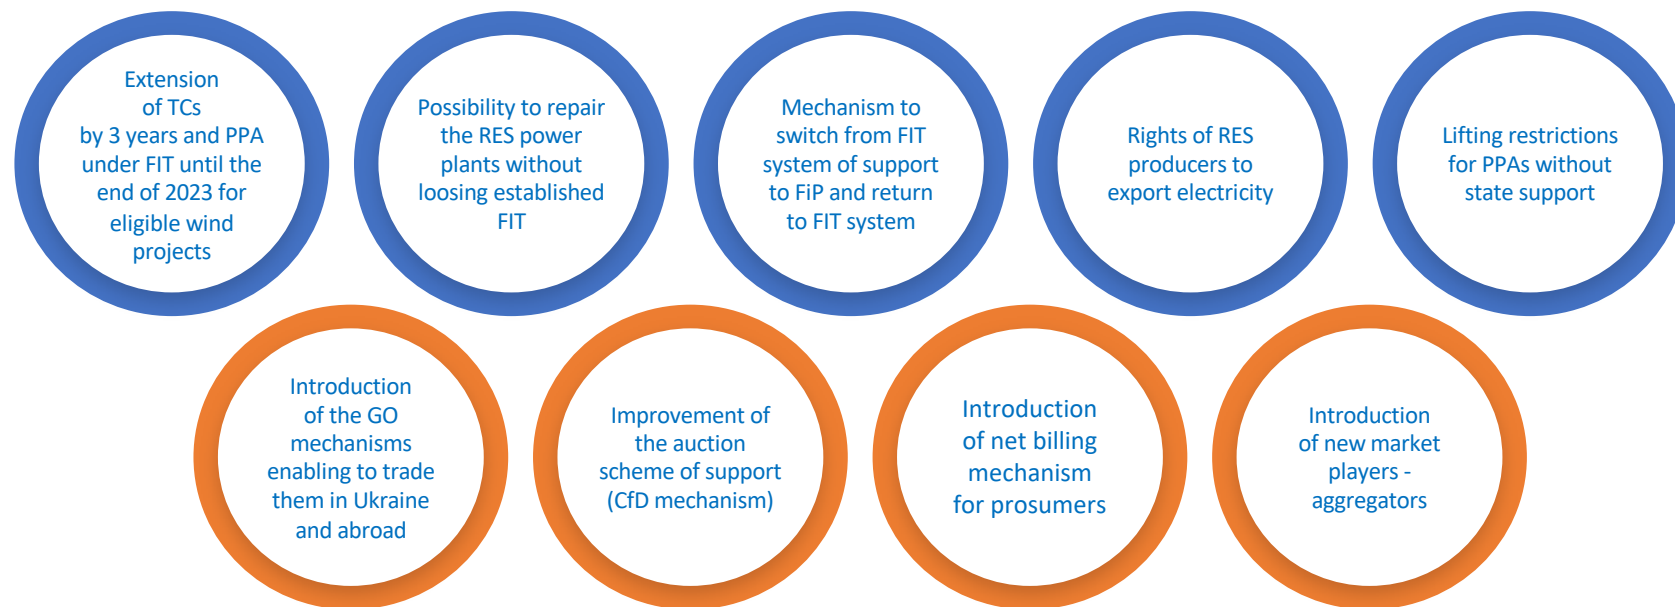 Extension
of TCs
by 3 years and PPA
under FIT until the
end of 2023 for
eligible wind
projects
Possibility to repair
the RES power
plants without
loosing established
FIT
Mechanism to
switch from FIT
system of support
to FiP and return
to FIT system
Rights of RES
producers to
export electricity
Lifting restrictions
for PPAs without
state support
Introduction
of the GO
mechanisms
enabling to trade
them in Ukraine
and abroad
Improvement of
the auction
scheme of support
(CfD mechanism)
Introduction
of net billing
mechanism
for prosumers
Introduction
of new market
players -
aggregators